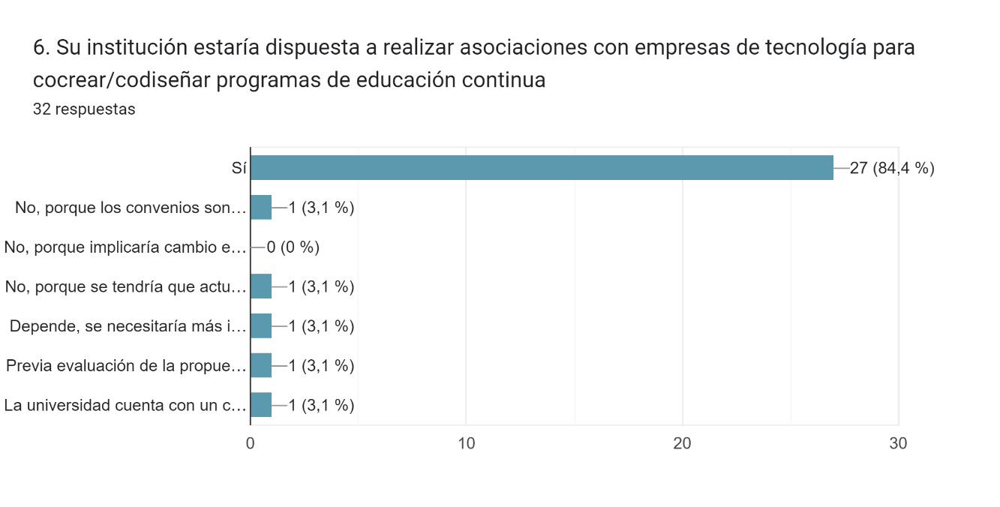 6. Su institución estaría dispuesta a realizar asociaciones con empresas de tecnología para
cocrear/codiseñar programas de educación continua
32 respuestas
Sí 27 (84,4 %)
No, porque los convenios son… 1 (3,1 %)
No, porque implicaría cambio e… 0 (0 %)
No, porque se tendría que actu… 1 (3,1 %)
Depende, se necesitaría más i… 1 (3,1 %)
Previa evaluación de la propue… 1 (3,1 %)
La universidad cuenta con un c… 1 (3,1 %)
0 10 20 30